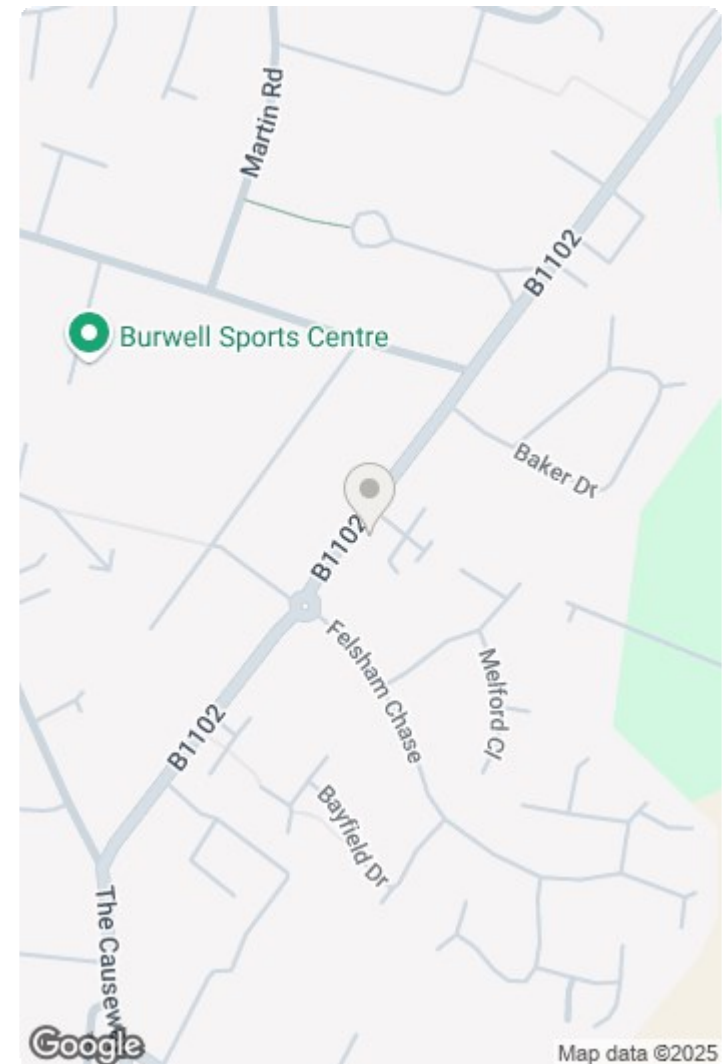 Martin Rd
B1102
Burwell Sports Centre
Baker Dr
B1102
Felsham Chase
Melford Cl
B1102
Bayfield Dr
The Causew
Google
Map data ©2025